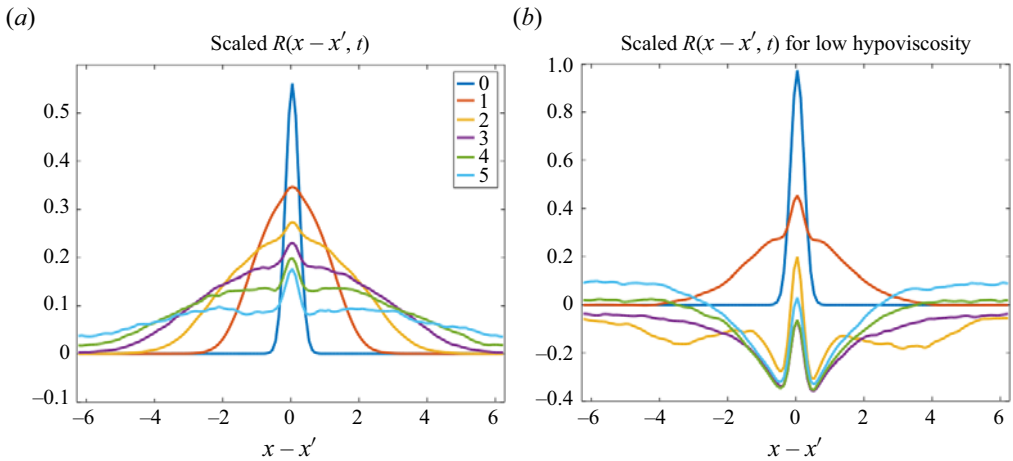 (a)
Scaled R(x − x′, t)
0.5
0.4
0.3
0.2
0.1
0
−0.1
−6 −4 −2 0 2 4 6
x − x′
0
1
2
3
4
5
(b)
Scaled R(x − x′, t) for low hypoviscosity
1.0
0.8
0.6
0.4
0.2
0
−0.2
−0.4
−6 −4 −2 0 2 4 6
x − x′